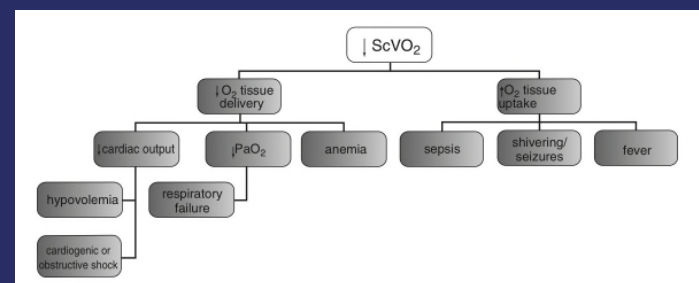 ↓ScVO₂
↓O₂ tissue
delivery
↑O₂ tissue
uptake
↓cardiac output
↓PaO₂
anemia
sepsis
shivering/
seizures
fever
hypovolemia
respiratory
failure
cardiogenic or
obstructive shock